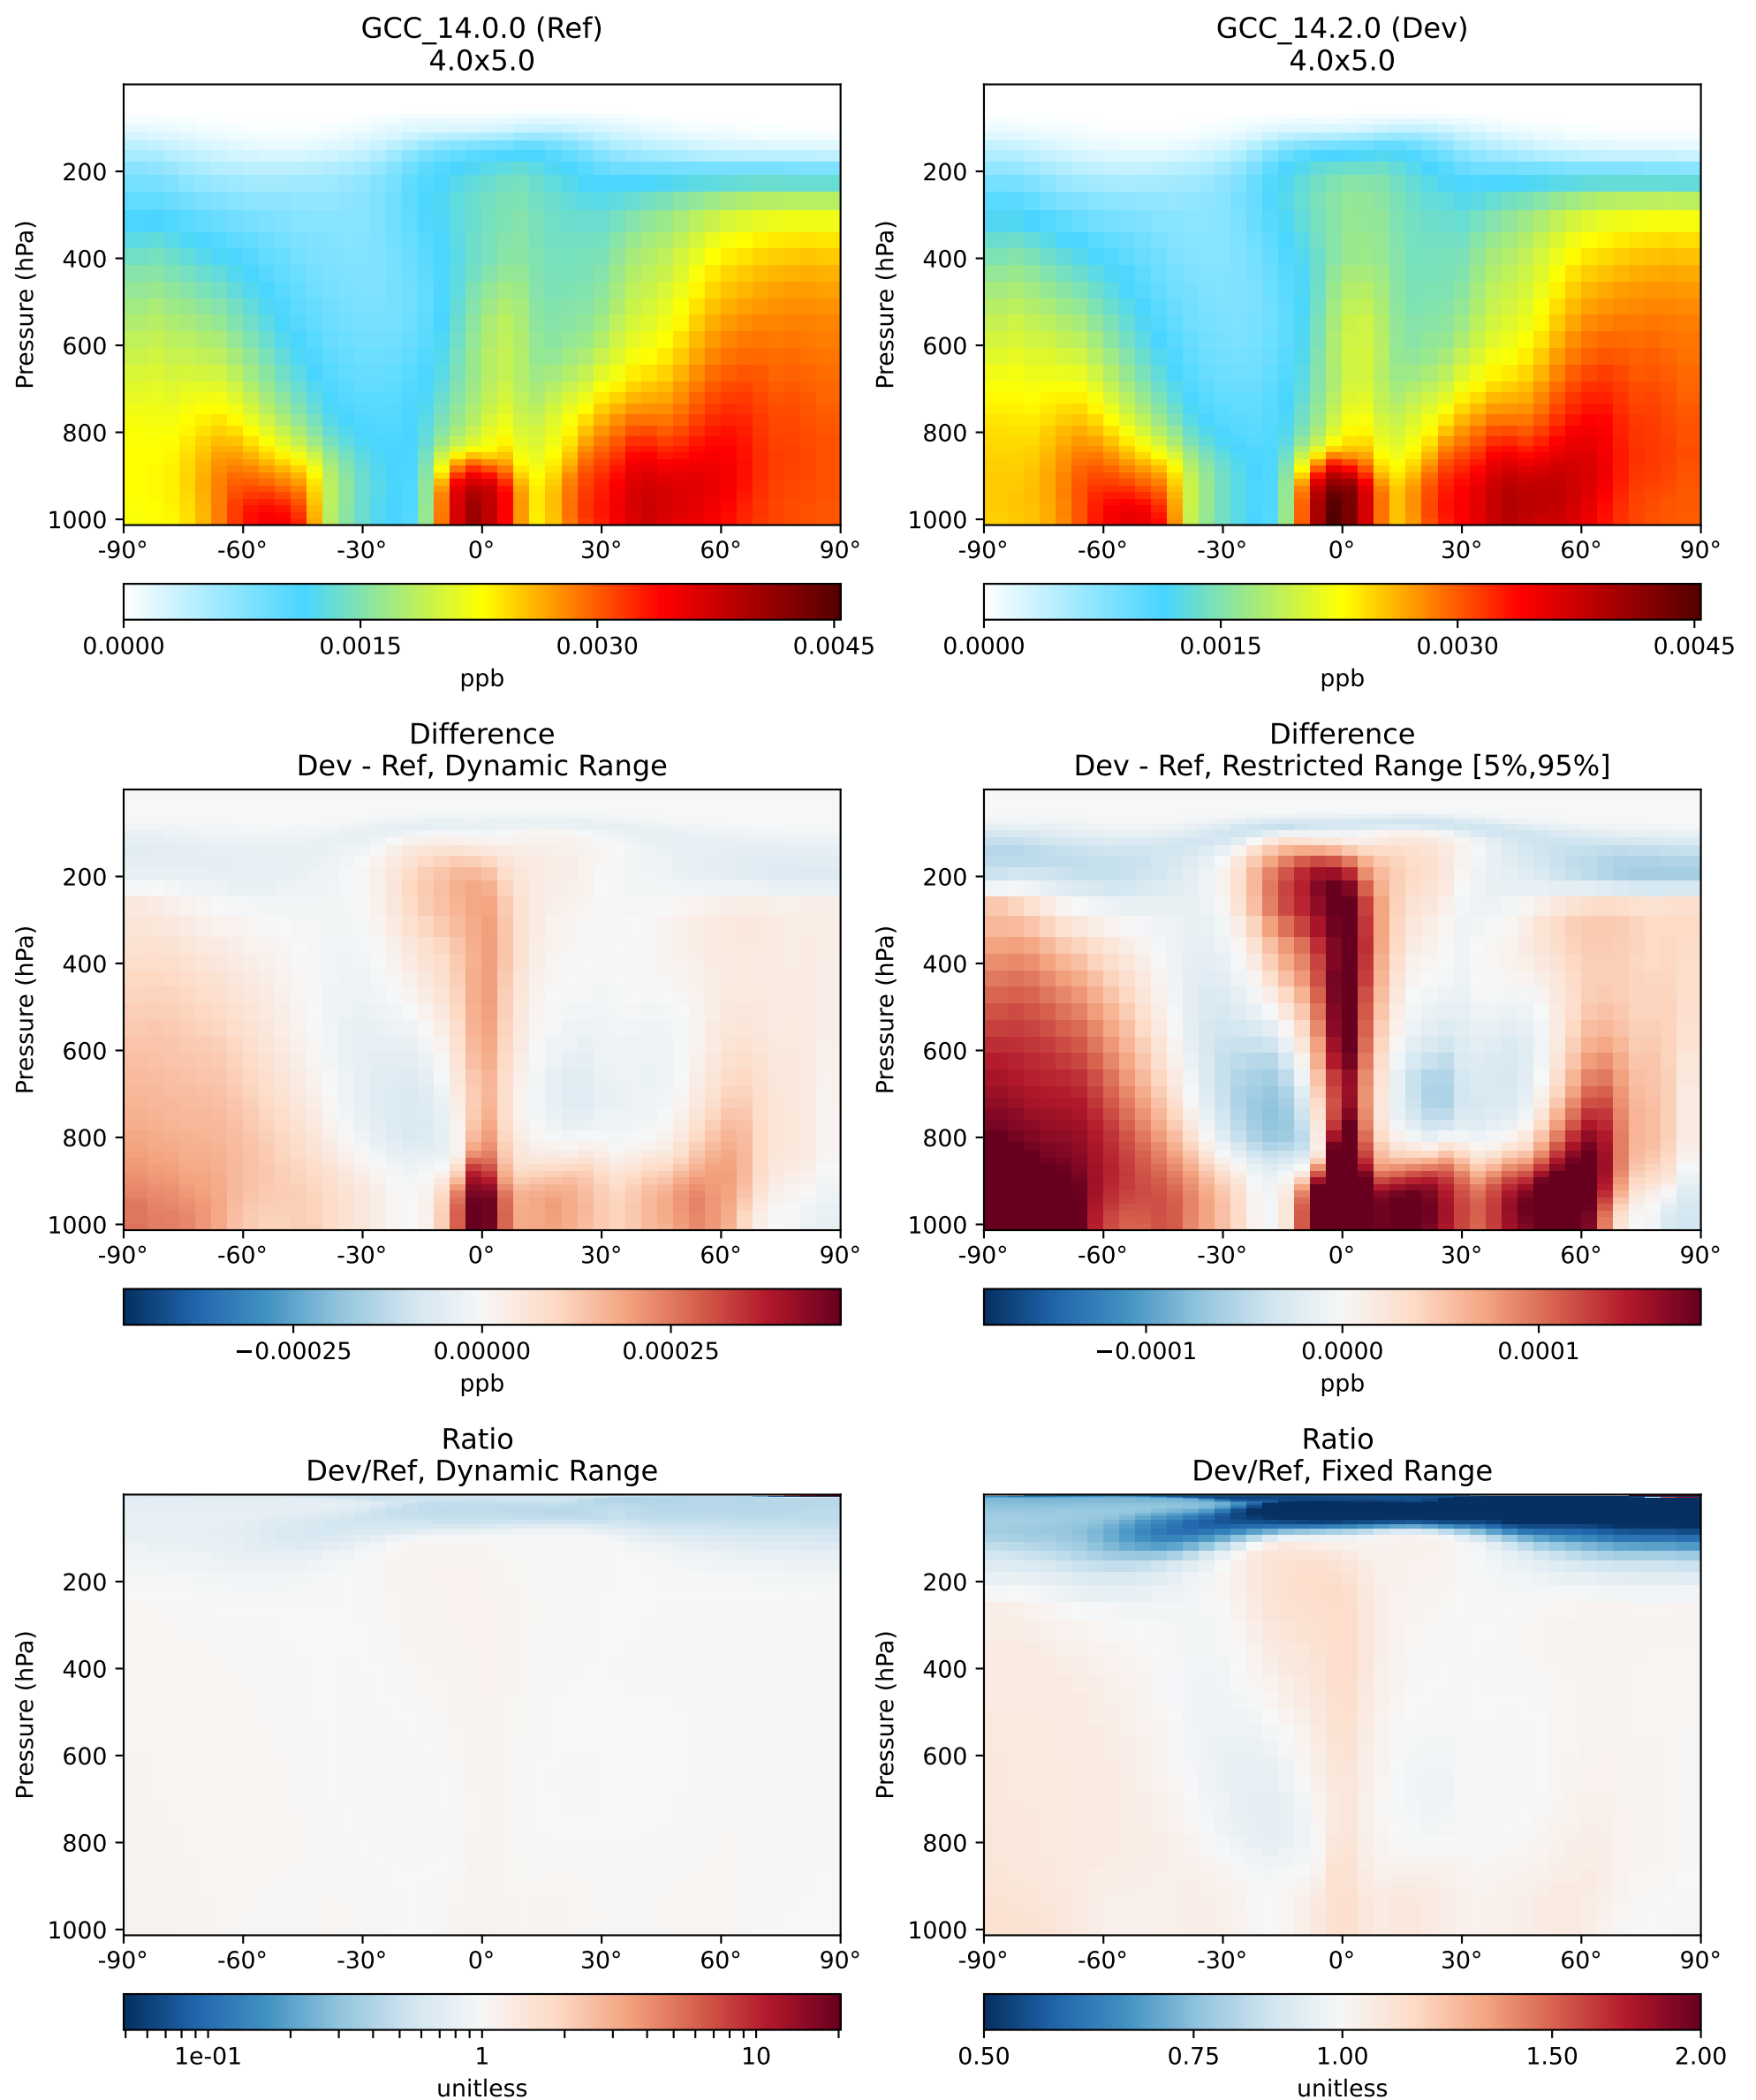 GCC_14.0.0 (Ref)
4.0x5.0
Pressure (hPa)
200
400
600
800
1000
-90° -60° -30° 0° 30° 60° 90°
0.0000 0.0015 0.0030 0.0045
ppb
GCC_14.2.0 (Dev)
4.0x5.0
Pressure (hPa)
200
400
600
800
1000
-90° -60° -30° 0° 30° 60° 90°
0.0000 0.0015 0.0030 0.0045
ppb
Difference
Dev - Ref, Dynamic Range
Pressure (hPa)
200
400
600
800
1000
-90° -60° -30° 0° 30° 60° 90°
−0.00025 0.00000 0.00025
ppb
Difference
Dev - Ref, Restricted Range [5%,95%]
Pressure (hPa)
200
400
600
800
1000
-90° -60° -30° 0° 30° 60° 90°
−0.0001 0.0000 0.0001
ppb
Ratio
Dev/Ref, Dynamic Range
Pressure (hPa)
200
400
600
800
1000
-90° -60° -30° 0° 30° 60° 90°
1e-01 1 10
unitless
Ratio
Dev/Ref, Fixed Range
Pressure (hPa)
200
400
600
800
1000
-90° -60° -30° 0° 30° 60° 90°
0.50 0.75 1.00 1.50 2.00
unitless